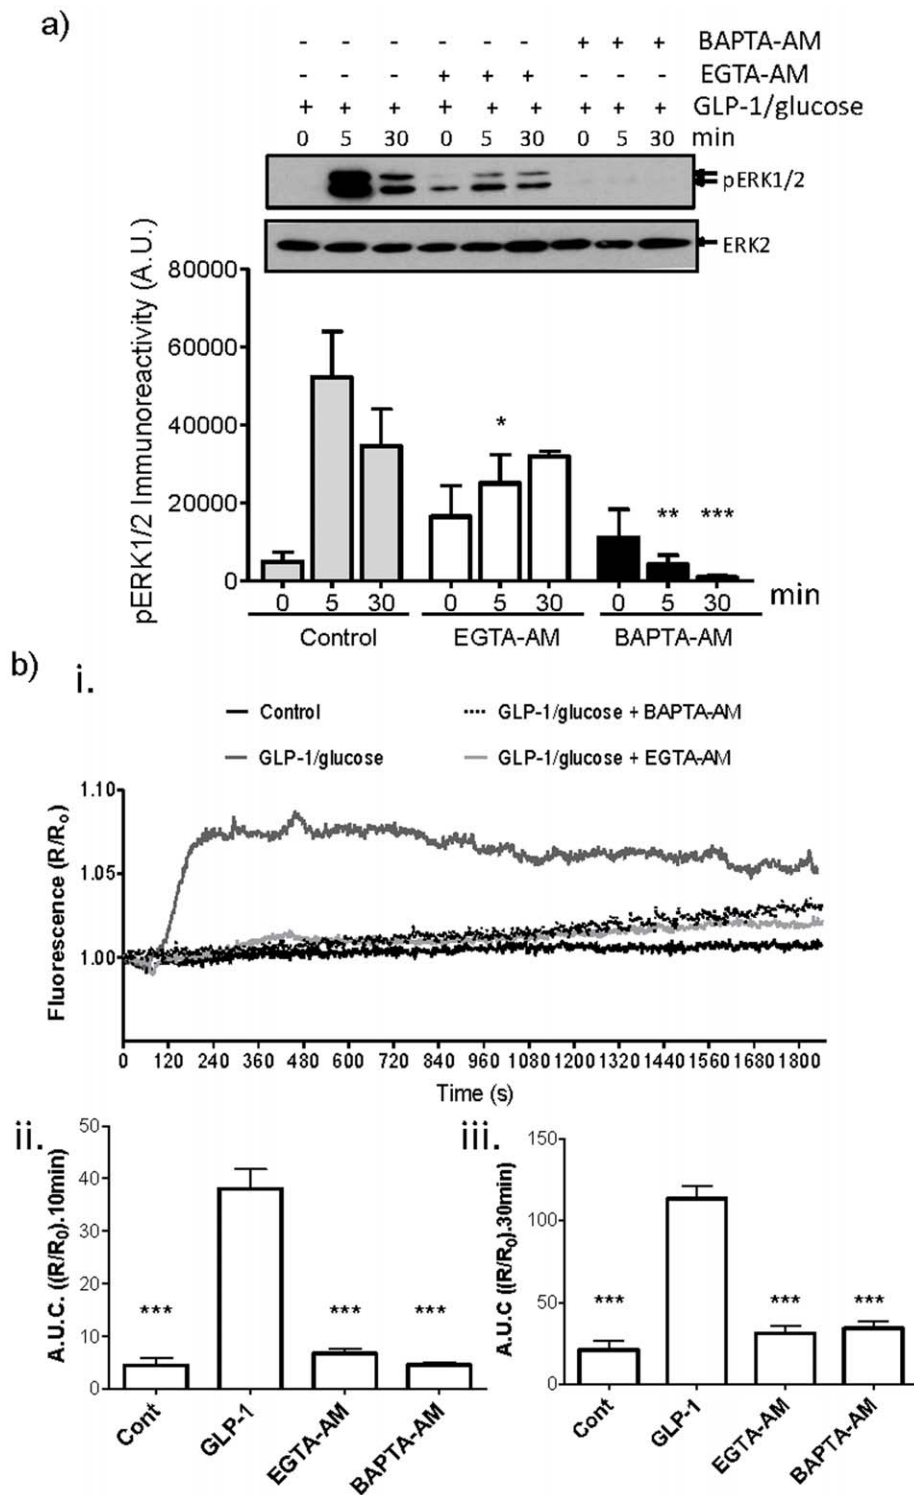 a)
- - - - - - + + + BAPTA-AM
- - - + + + - - - EGTA-AM
+ + + + + + + + + GLP-1/glucose
0 5 30 0 5 30 0 5 30 min
pERK1/2
ERK2
pERK1/2 Immunoreactivity (A.U.)
80000
60000
40000
20000
0
*
** ***
0 5 30 0 5 30 0 5 30 min
Control EGTA-AM BAPTA-AM
b)
i.
Control GLP-1/glucose + BAPTA-AM
GLP-1/glucose GLP-1/glucose + EGTA-AM
Fluorescence (R/Ro)
1.10
1.05
1.00
0 120 240 360 480 600 720 840 960 1080 1200 1320 1440 1560 1800
Time (s)
ii.
A.U.C. ((R/R0).10min)
50
40
30
20
10
0
*** *** ***
Cont GLP-1 EGTA-AM BAPTA-AM
iii.
A.U.C ((R/R0).30min)
150
100
50
0
*** *** ***
Cont GLP-1 EGTA-AM BAPTA-AM